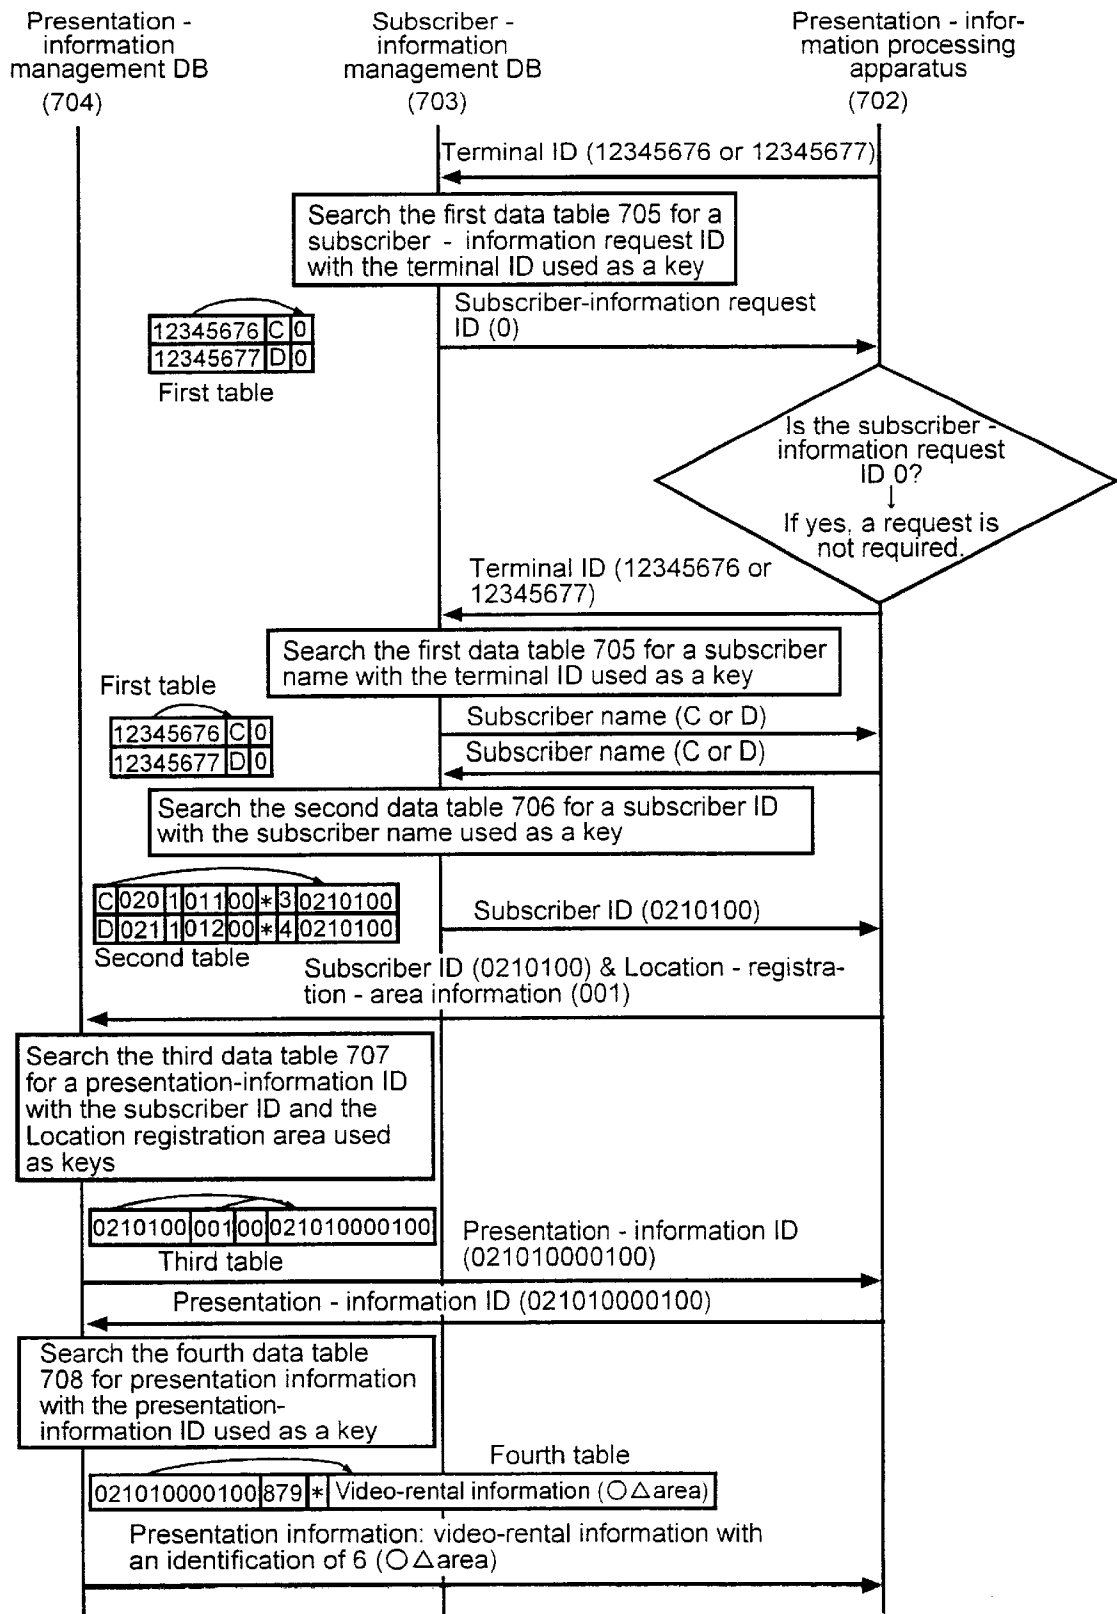 Presentation -
information
management DB
(704)
Subscriber -
information
management DB
(703)
Presentation - infor-
mation processing
apparatus
(702)
Terminal ID (12345676 or 12345677)
Search the first data table 705 for a
subscriber - information request ID
with the terminal ID used as a key
Subscriber-information request
ID (0)
12345676 C 0
12345677 D 0
First table
Is the subscriber -
information request
ID 0?
↓
If yes, a request is
not required.
Terminal ID (12345676 or
12345677)
Search the first data table 705 for a subscriber
name with the terminal ID used as a key
First table
12345676 C 0
12345677 D 0
Subscriber name (C or D)
Subscriber name (C or D)
Search the second data table 706 for a subscriber ID
with the subscriber name used as a key
C 020 1 011 00 * 3 0210100
D 021 1 012 00 * 4 0210100
Second table
Subscriber ID (0210100)
Subscriber ID (0210100) & Location - registra-
tion - area information (001)
Search the third data table 707
for a presentation-information ID
with the subscriber ID and the
Location registration area used
as keys
0210100 001 00 021010000100
Third table
Presentation - information ID
(021010000100)
Presentation - information ID (021010000100)
Search the fourth data table
708 for presentation information
with the presentation-
information ID used as a key
Fourth table
021010000100 879 * Video-rental information (○△area)
Presentation information: video-rental information with
an identification of 6 (○△area)